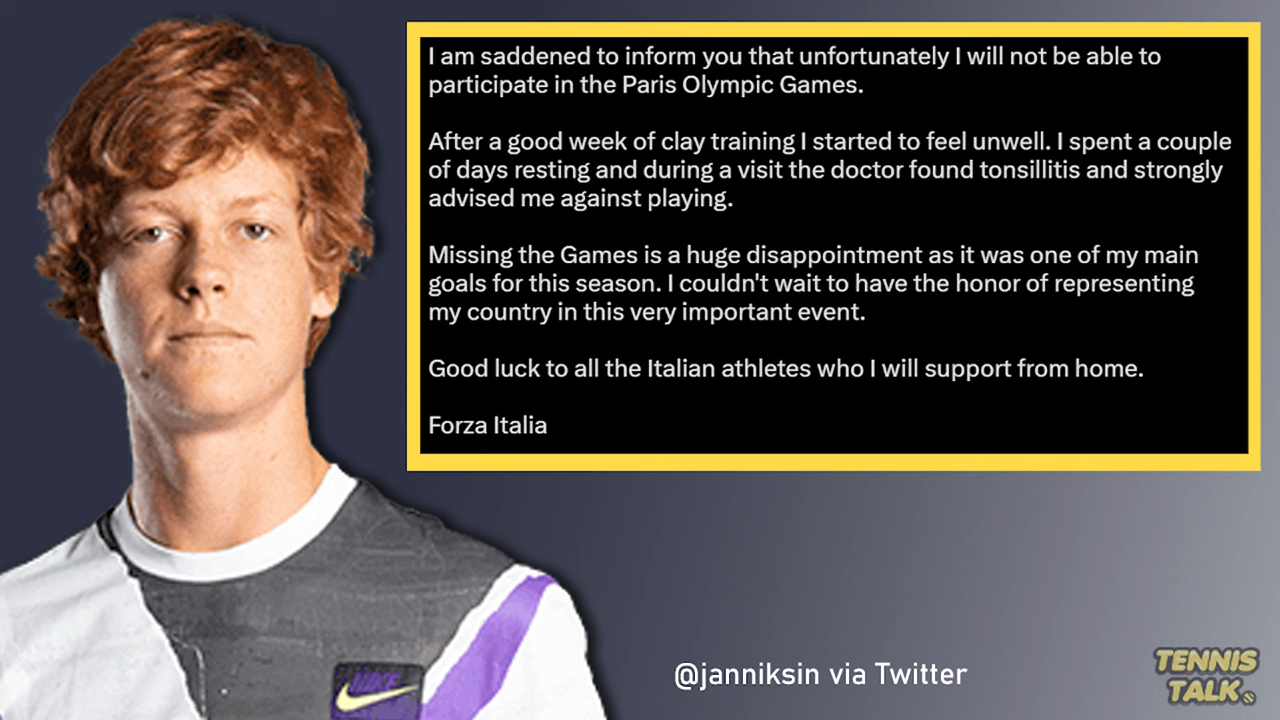 I am saddened to inform you that unfortunately I will not be able to
participate in the Paris Olympic Games.
After a good week of clay training I started to feel unwell. I spent a couple
of days resting and during a visit the doctor found tonsillitis and strongly
advised me against playing.
Missing the Games is a huge disappointment as it was one of my main
goals for this season. I couldn't wait to have the honor of representing
my country in this very important event.
Good luck to all the Italian athletes who I will support from home.
Forza Italia
NIKE
@janniksin via Twitter
TENNIS
TALK